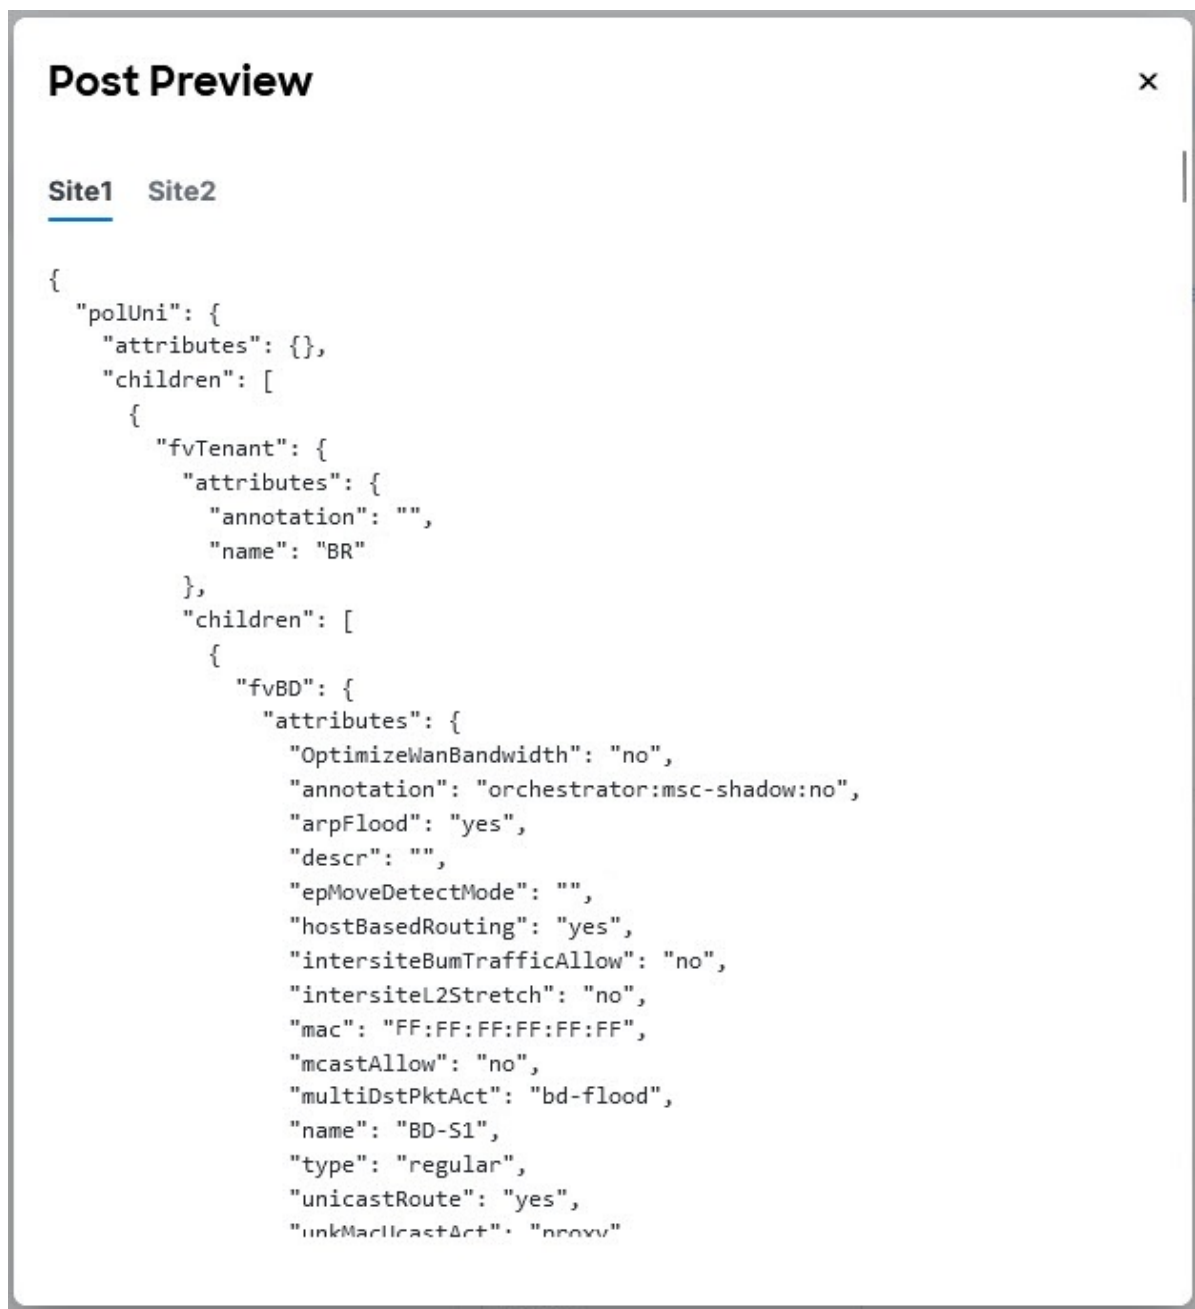 Post Preview ×
Site1 Site2
{
"polUni": {
"attributes": {},
"children": [
{
"fvTenant": {
"attributes": {
"annotation": "",
"name": "BR"
},
"children": [
{
"fvBD": {
"attributes": {
"OptimizeWanBandwidth": "no",
"annotation": "orchestrator:msc-shadow:no",
"arpFlood": "yes",
"descr": "",
"epMoveDetectMode": "",
"hostBasedRouting": "yes",
"intersiteBumTrafficAllow": "no",
"intersiteL2Stretch": "no",
"mac": "FF:FF:FF:FF:FF:FF",
"mcastAllow": "no",
"multiDstPktAct": "bd-flood",
"name": "BD-S1",
"type": "regular",
"unicastRoute": "yes",
"unkMacUcastAct": "proxy"